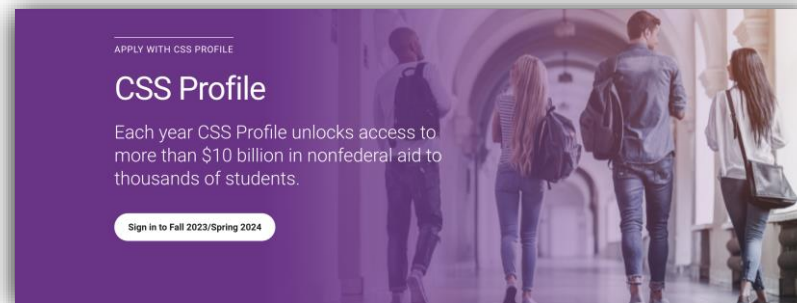 APPLY WITH CSS PROFILE
CSS Profile
Each year CSS Profile unlocks access to
more than $10 billion in nonfederal aid to
thousands of students.
Sign in to Fall 2023/Spring 2024